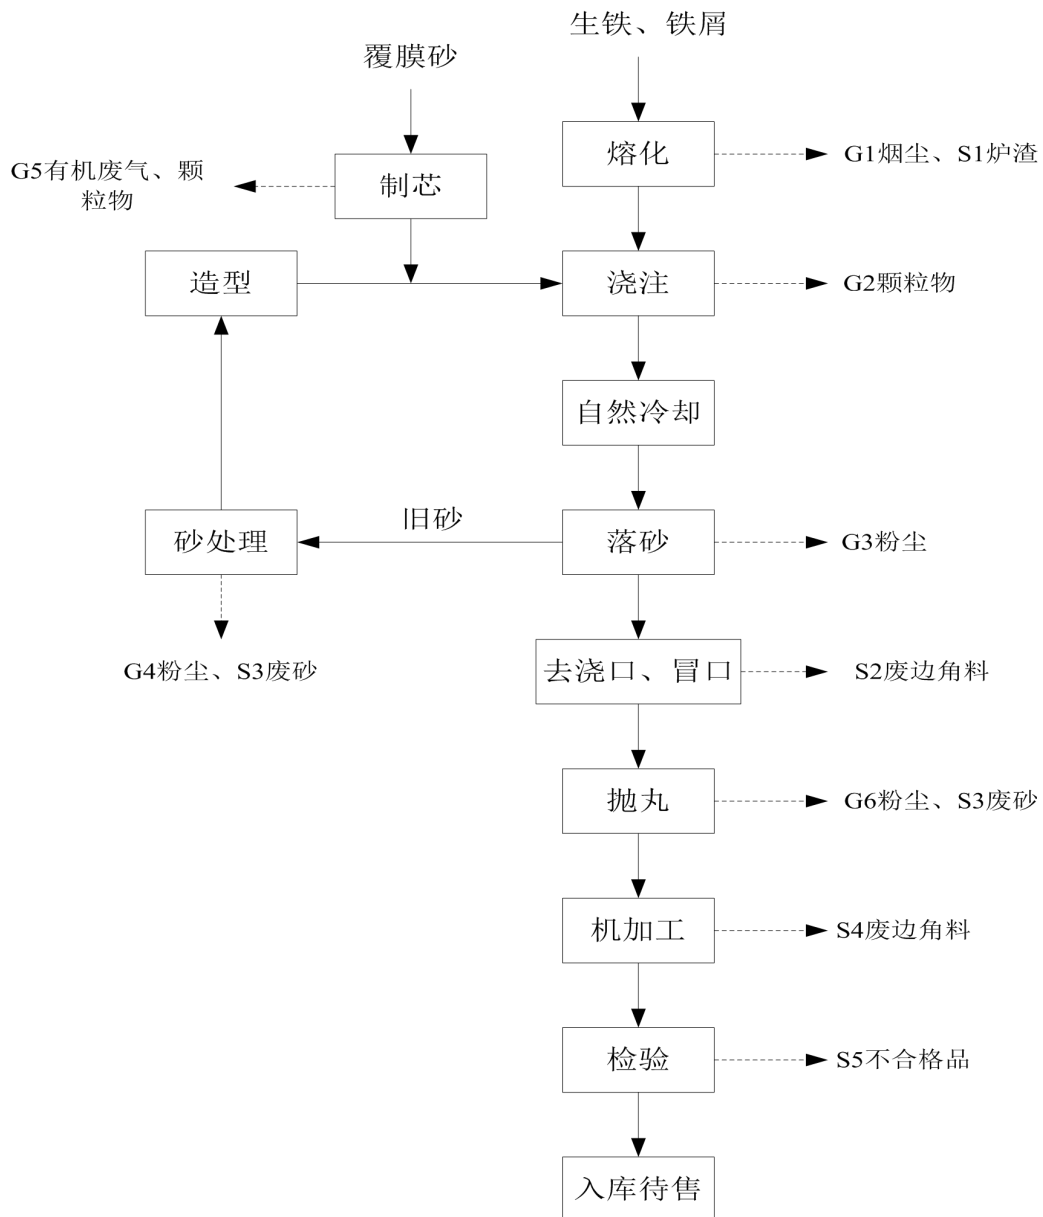 生铁、铁屑
覆膜砂
熔化
G1烟尘、S1炉渣
G5有机废气、颗
粒物
制芯
造型
浇注
G2颗粒物
自然冷却
旧砂
砂处理
落砂
G3粉尘
G4粉尘、S3废砂
去浇口、冒口
S2废边角料
抛丸
G6粉尘、S3废砂
机加工
S4废边角料
检验
S5不合格品
入库待售